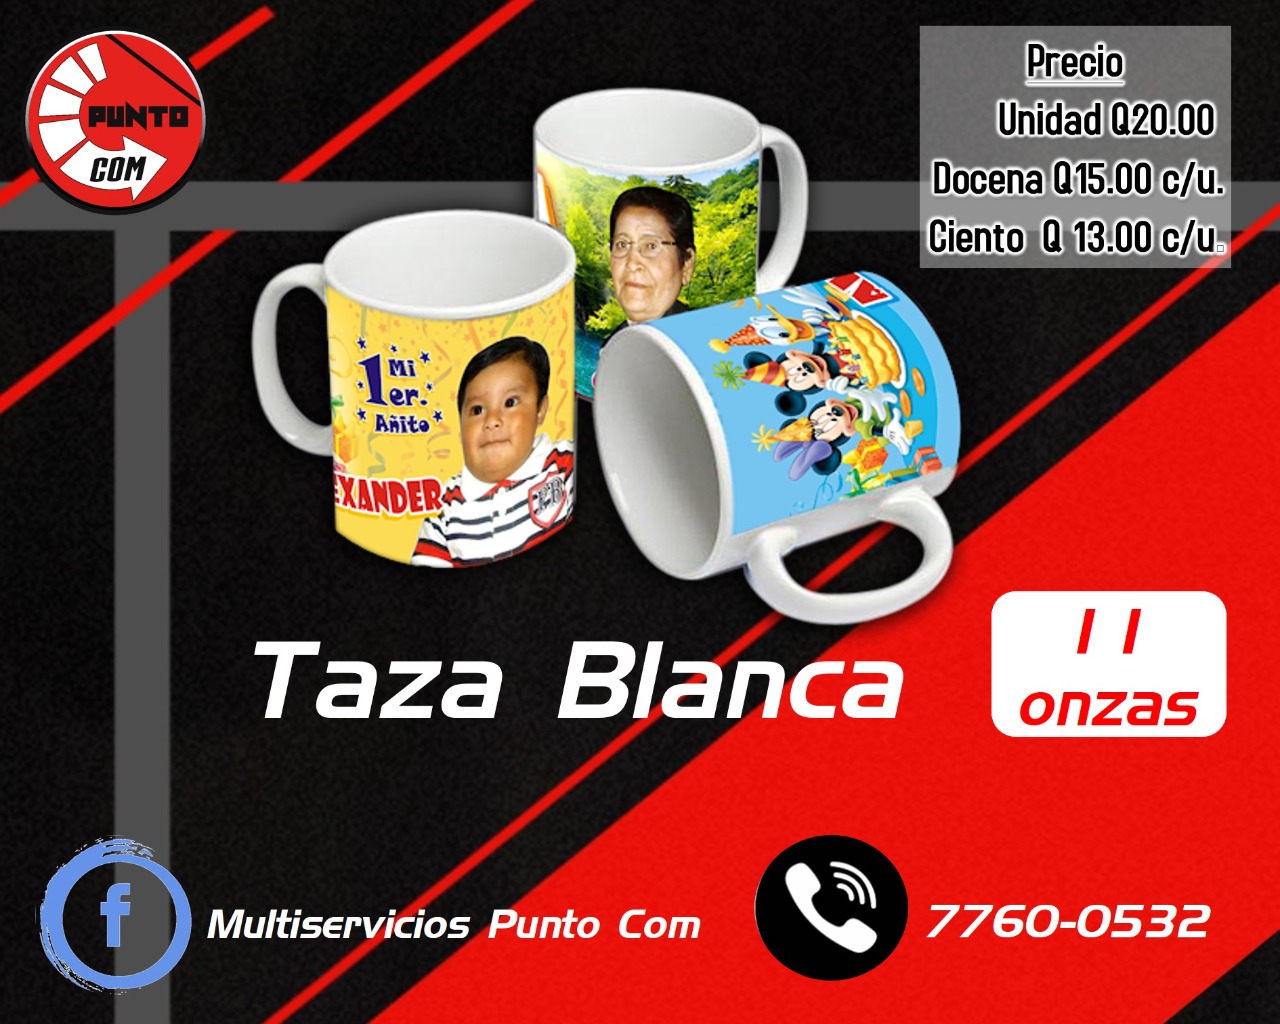 PUNTO
COM
Precio
Unidad Q20.00
Docena Q15.00 c/u.
Ciento Q 13.00 c/u.
1 Mi
er.
Añito
EXANDER
Taza Blanca
11
onzas
f
Multiservicios Punto Com
7760-0532